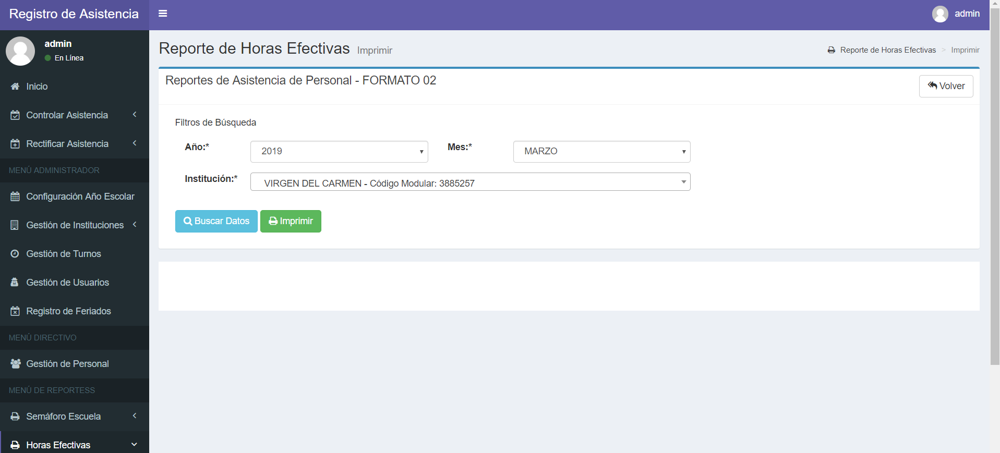 Registro de Asistencia
admin
admin
En Línea
Inicio
Controlar Asistencia
Rectificar Asistencia
MENÚ ADMINISTRADOR
Configuración Año Escolar
Gestión de Instituciones
Gestión de Turnos
Gestión de Usuarios
Registro de Feriados
MENÚ DIRECTIVO
Gestión de Personal
MENÚ DE REPORTESS
Semáforo Escuela
Horas Efectivas
Reporte de Horas Efectivas Imprimir
Reporte de Horas Efectivas > Imprimir
Reportes de Asistencia de Personal - FORMATO 02
Volver
Filtros de Búsqueda
Año:* 2019 Mes:* MARZO
Institución:* VIRGEN DEL CARMEN - Código Modular: 3885257
Buscar Datos Imprimir